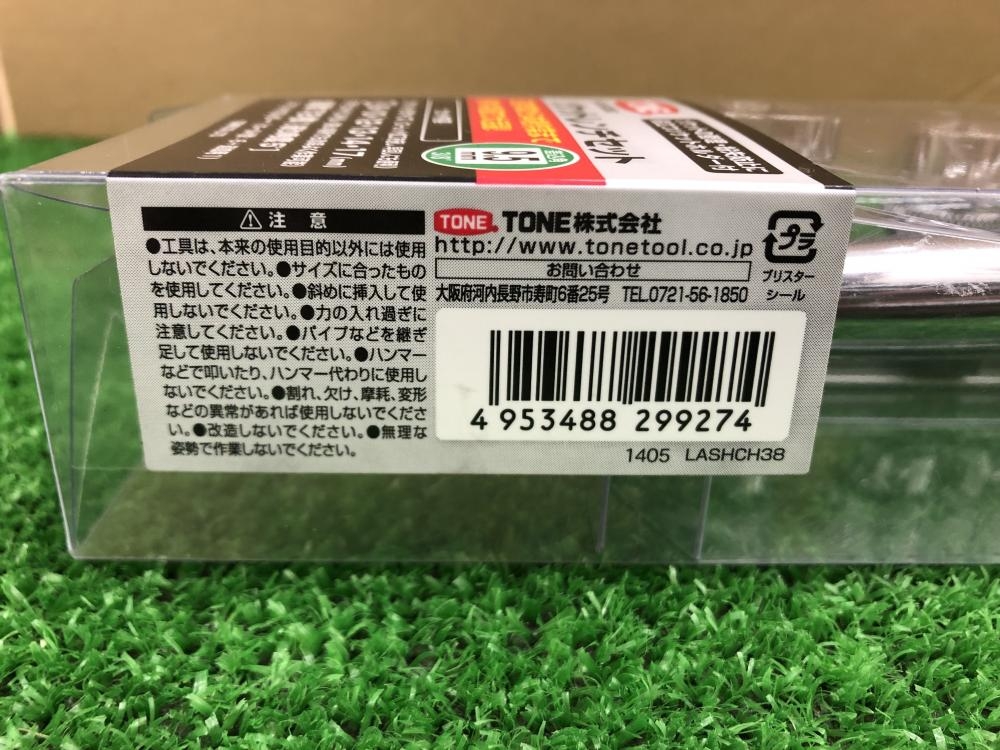 セット
9.5
mm
⚠注 意
●工具は、本来の使用目的以外には使用
しないでください。●サイズに合ったもの
を使用してください。●斜めに挿入して使
用しないでください。●力の入れ過ぎに
注意してください。●パイプなどを継ぎ
足して使用しないでください。●ハンマー
などで叩いたり、ハンマー代わりに使用し
ないでください。●割れ、欠け、摩耗、変形
などの異常があれば使用しないでくださ
い。●改造しないでください。●無理な
姿勢で作業しないでください。
TONE TONE株式会社
http://www.tonetool.co.jp
お問い合わせ
大阪府河内長野市寿町6番25号 TEL.0721-56-1850
プラ
ブリスター
シール
4 953488 299274
1405 LASHCH38